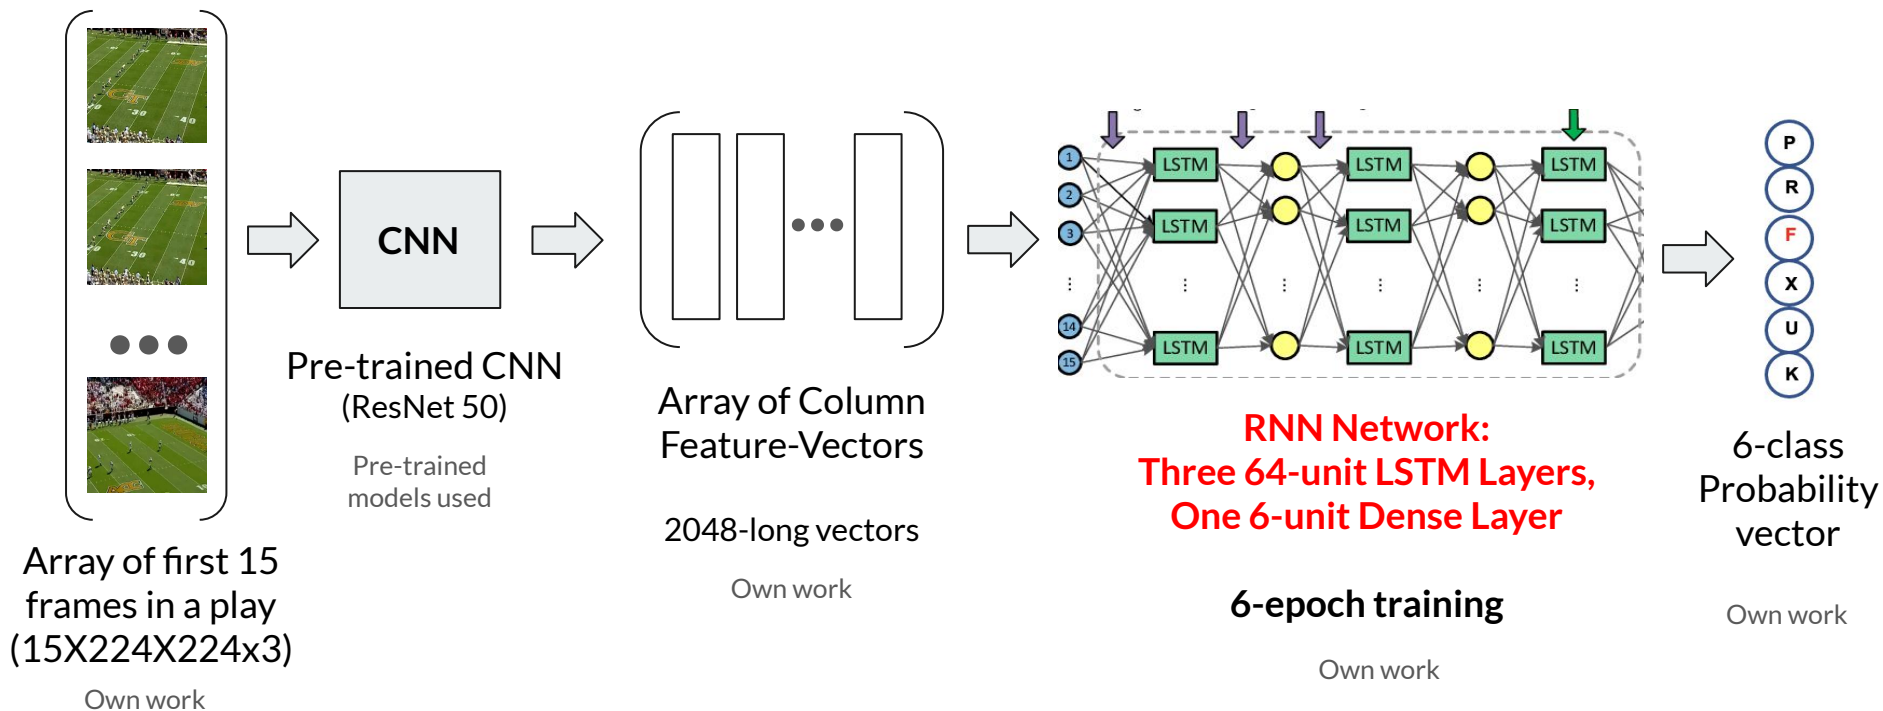 CNN
Pre-trained CNN
(ResNet 50)
Pre-trained
models used
Array of first 15
frames in a play
(15X224X224x3)
Own work
Array of Column
Feature-Vectors
2048-long vectors
Own work
1
2
3
14
15
LSTM LSTM LSTM
LSTM LSTM LSTM
LSTM LSTM LSTM
RNN Network:
Three 64-unit LSTM Layers,
One 6-unit Dense Layer
6-epoch training
Own work
P
R
F
X
U
K
6-class
Probability
vector
Own work